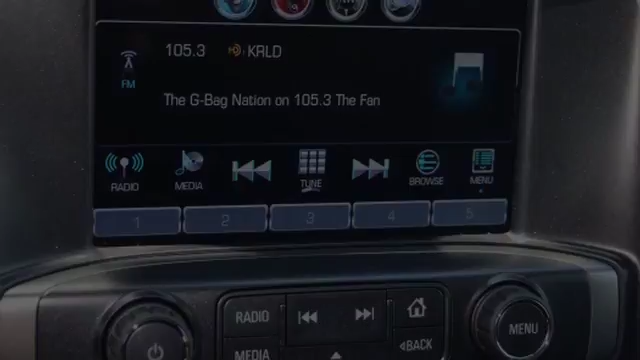 105.3 KRLD
FM
The G-Bag Nation on 105.3 The Fan
RADIO MEDIA TUNE BROWSE MENU
1 2 3 4 5
RADIO MENU
MEDIA BACK